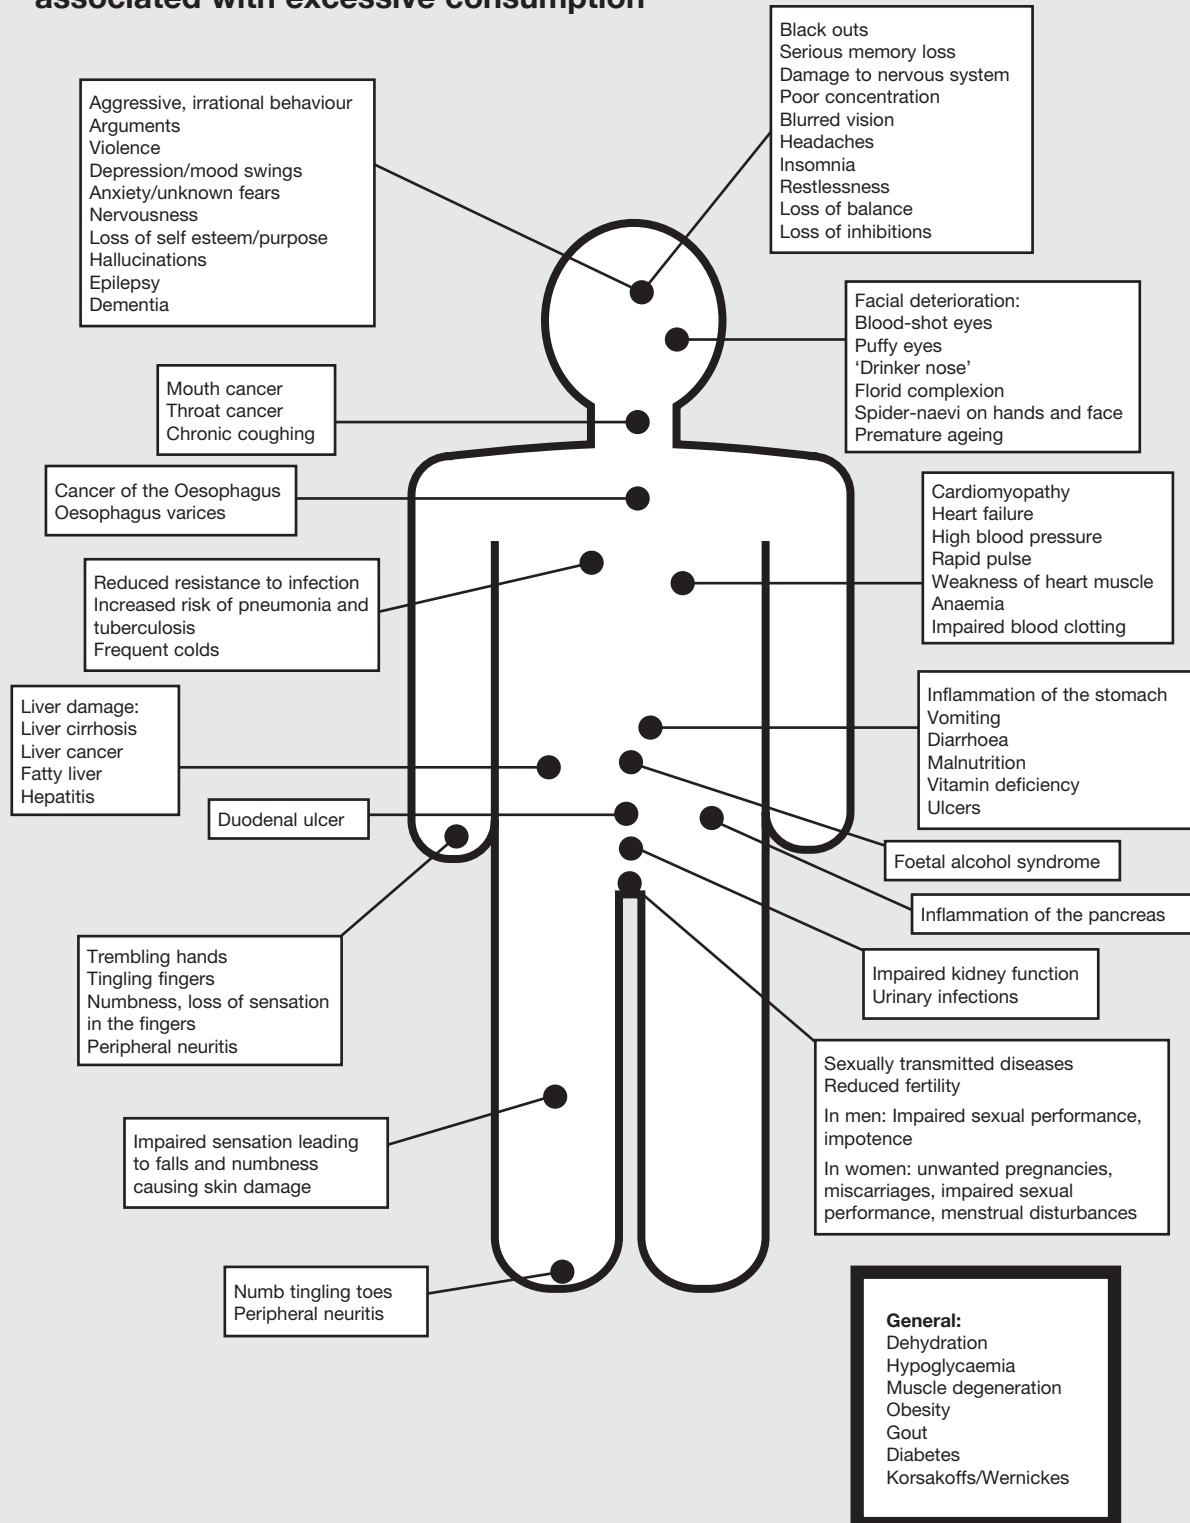 associated with excessive consumption
Black outs
Serious memory loss
Damage to nervous system
Poor concentration
Blurred vision
Headaches
Insomnia
Restlessness
Loss of balance
Loss of inhibitions
Aggressive, irrational behaviour
Arguments
Violence
Depression/mood swings
Anxiety/unknown fears
Nervousness
Loss of self esteem/purpose
Hallucinations
Epilepsy
Dementia
Facial deterioration:
Blood-shot eyes
Puffy eyes
‘Drinker nose’
Florid complexion
Spider-naevi on hands and face
Premature ageing
Mouth cancer
Throat cancer
Chronic coughing
Cancer of the Oesophagus
Oesophagus varices
Cardiomyopathy
Heart failure
High blood pressure
Rapid pulse
Weakness of heart muscle
Anaemia
Impaired blood clotting
Reduced resistance to infection
Increased risk of pneumonia and
tuberculosis
Frequent colds
Liver damage:
Liver cirrhosis
Liver cancer
Fatty liver
Hepatitis
Inflammation of the stomach
Vomiting
Diarrhoea
Malnutrition
Vitamin deficiency
Ulcers
Duodenal ulcer
Foetal alcohol syndrome
Inflammation of the pancreas
Trembling hands
Tingling fingers
Numbness, loss of sensation
in the fingers
Peripheral neuritis
Impaired kidney function
Urinary infections
Sexually transmitted diseases
Reduced fertility
In men: Impaired sexual performance,
impotence
In women: unwanted pregnancies,
miscarriages, impaired sexual
performance, menstrual disturbances
Impaired sensation leading
to falls and numbness
causing skin damage
Numb tingling toes
Peripheral neuritis
General:
Dehydration
Hypoglycaemia
Muscle degeneration
Obesity
Gout
Diabetes
Korsakoffs/Wernickes